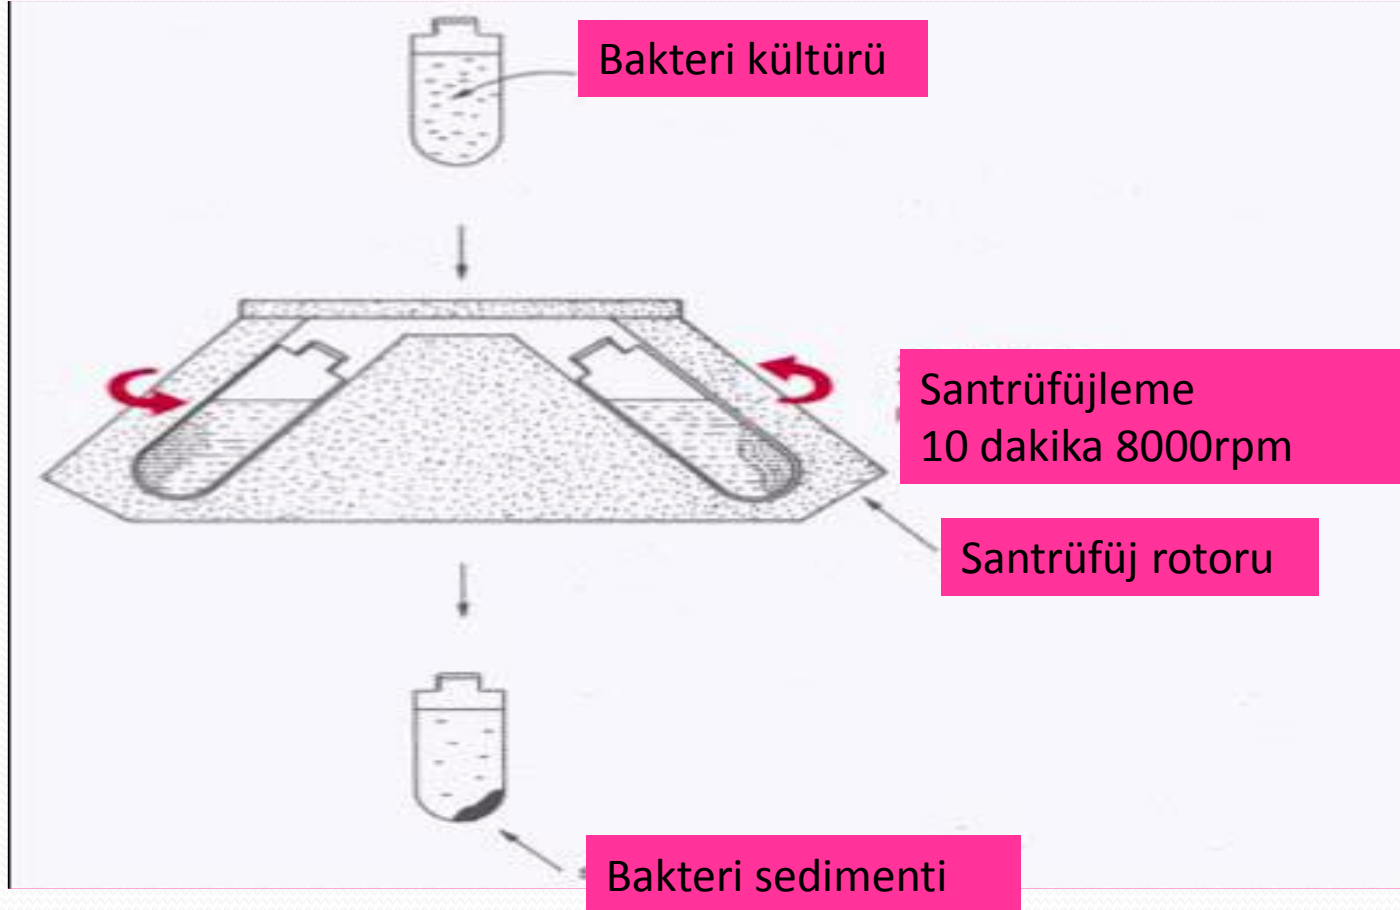 Bakteri kültürü
Santrüfüjleme
10 dakika 8000rpm
Santrüfüj rotoru
Bakteri sedimenti